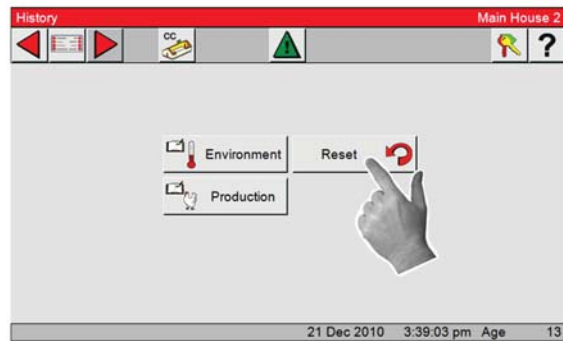 History Main House 2
CC ?
Environment Reset
Production
21 Dec 2010 3:39:03 pm Age 13